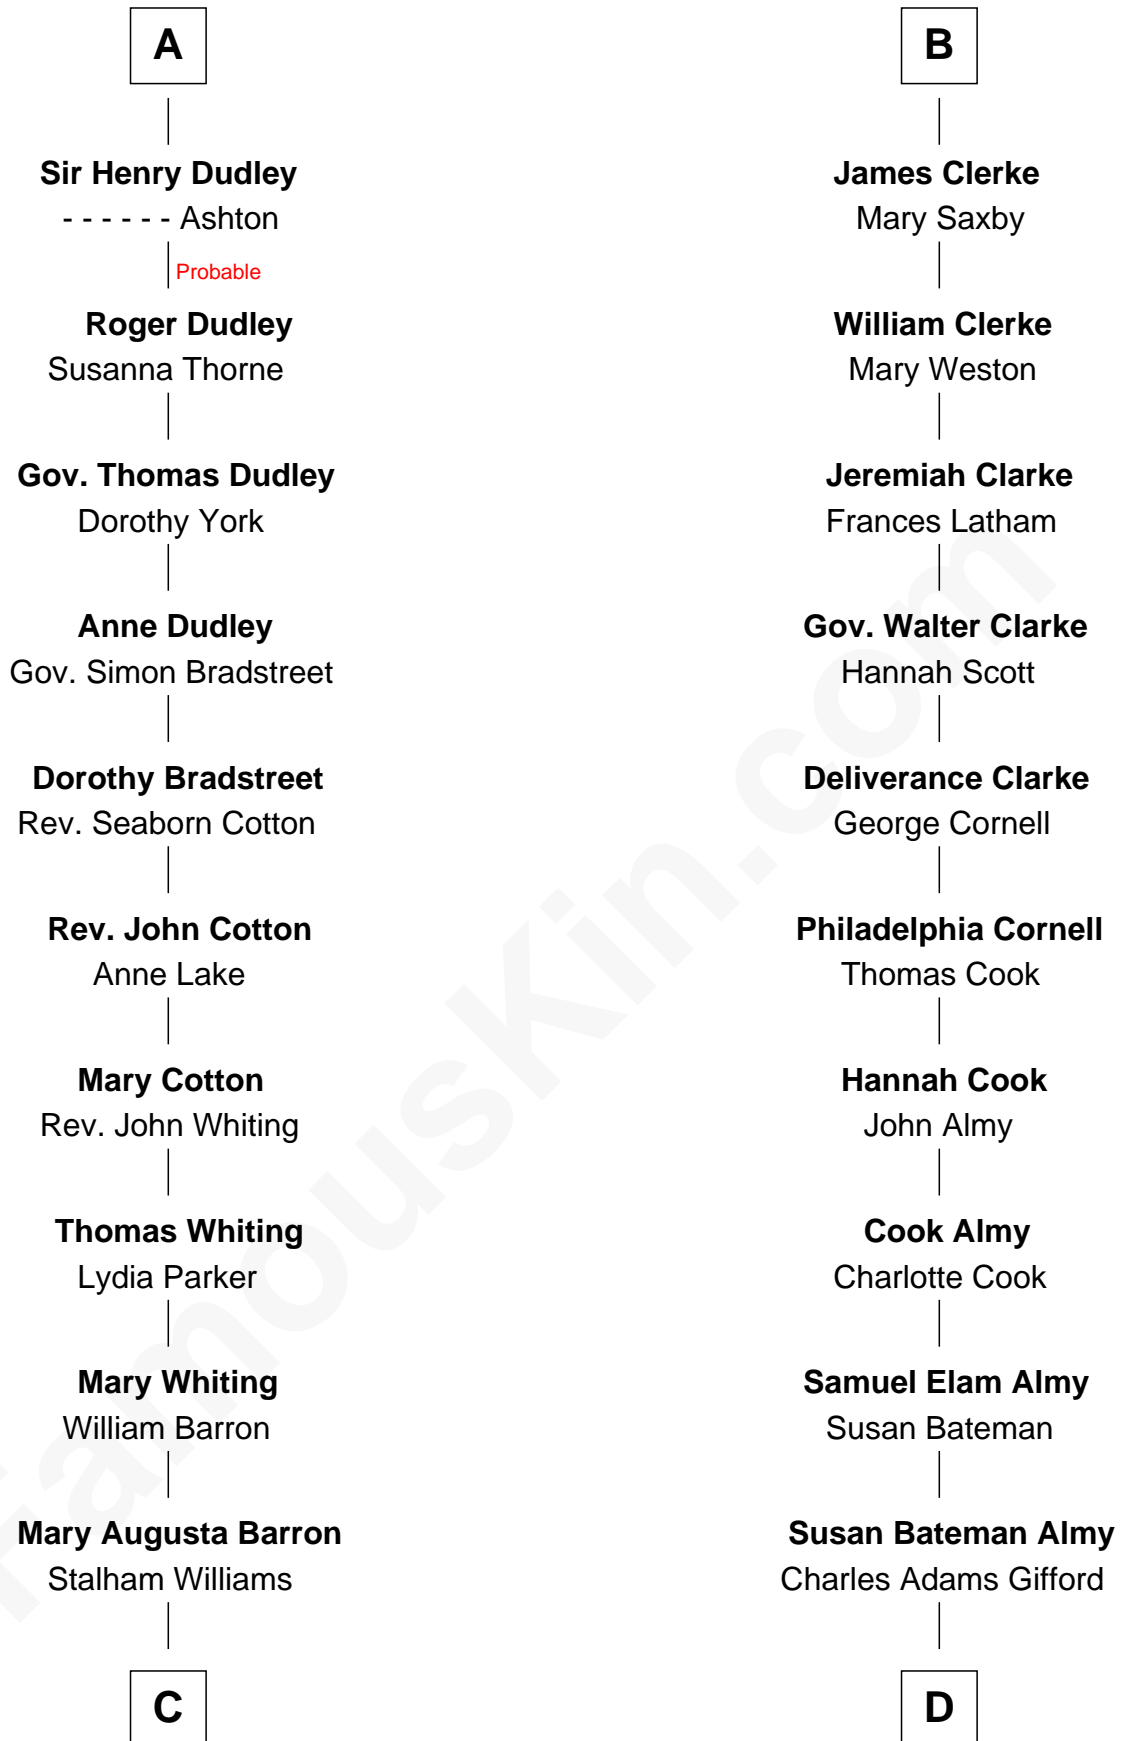 A
Sir Henry Dudley
- - - - - - Ashton
Probable
Roger Dudley
Susanna Thorne
Gov. Thomas Dudley
Dorothy York
Anne Dudley
Gov. Simon Bradstreet
Dorothy Bradstreet
Rev. Seaborn Cotton
Rev. John Cotton
Anne Lake
Mary Cotton
Rev. John Whiting
Thomas Whiting
Lydia Parker
Mary Whiting
William Barron
Mary Augusta Barron
Stalham Williams
C
B
James Clerke
Mary Saxby
William Clerke
Mary Weston
Jeremiah Clarke
Frances Latham
Gov. Walter Clarke
Hannah Scott
Deliverance Clarke
George Cornell
Philadelphia Cornell
Thomas Cook
Hannah Cook
John Almy
Cook Almy
Charlotte Cook
Samuel Elam Almy
Susan Bateman
Susan Bateman Almy
Charles Adams Gifford
D
FamousKin.com